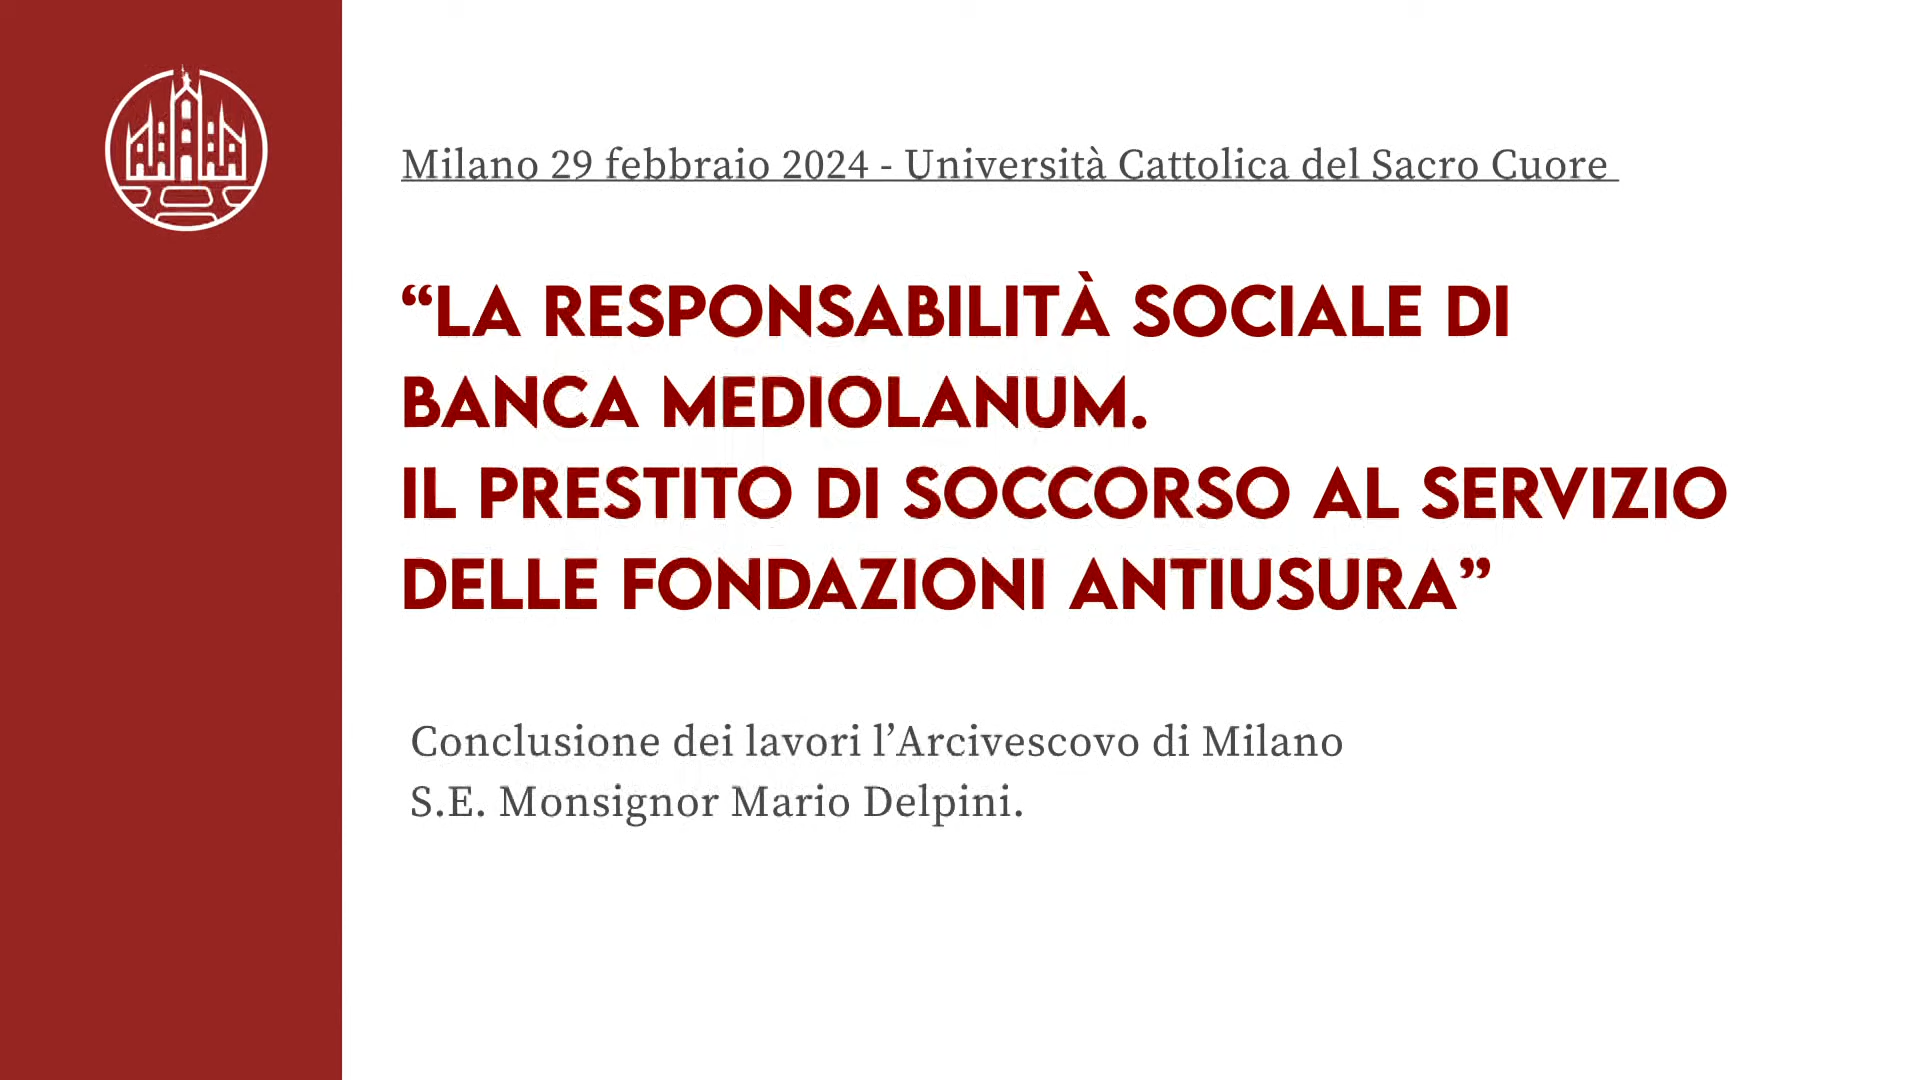 Milano 29 febbraio 2024 - Università Cattolica del Sacro Cuore
“LA RESPONSABILITÀ SOCIALE DI
BANCA MEDIOLANUM.
IL PRESTITO DI SOCCORSO AL SERVIZIO
DELLE FONDAZIONI ANTIUSURA”
Conclusione dei lavori l’Arcivescovo di Milano
S.E. Monsignor Mario Delpini.